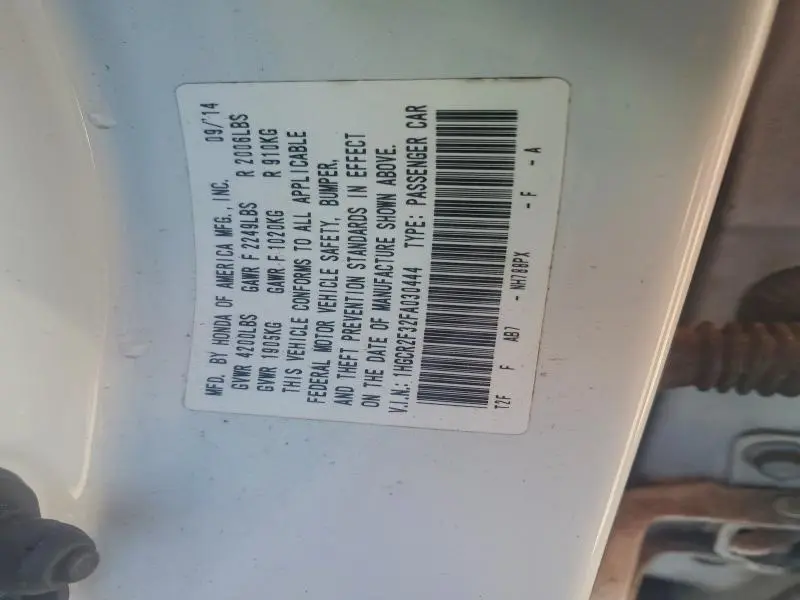 MFD. BY HONDA OF AMERICA MFG., INC. 09/'14
GVWR 4200LBS GAWR F 2249LBS R 2006LBS
GVWR 1905KG GAWR F 1020KG R 910KG
THIS VEHICLE CONFORMS TO ALL APPLICABLE
FEDERAL MOTOR VEHICLE SAFETY, BUMPER,
AND THEFT PREVENTION STANDARDS IN EFFECT
ON THE DATE OF MANUFACTURE SHOWN ABOVE.
V.I.N.: 1HGCR2F32FA030444 TYPE: PASSENGER CAR
T2F F AB7 - NH788PX - F - A